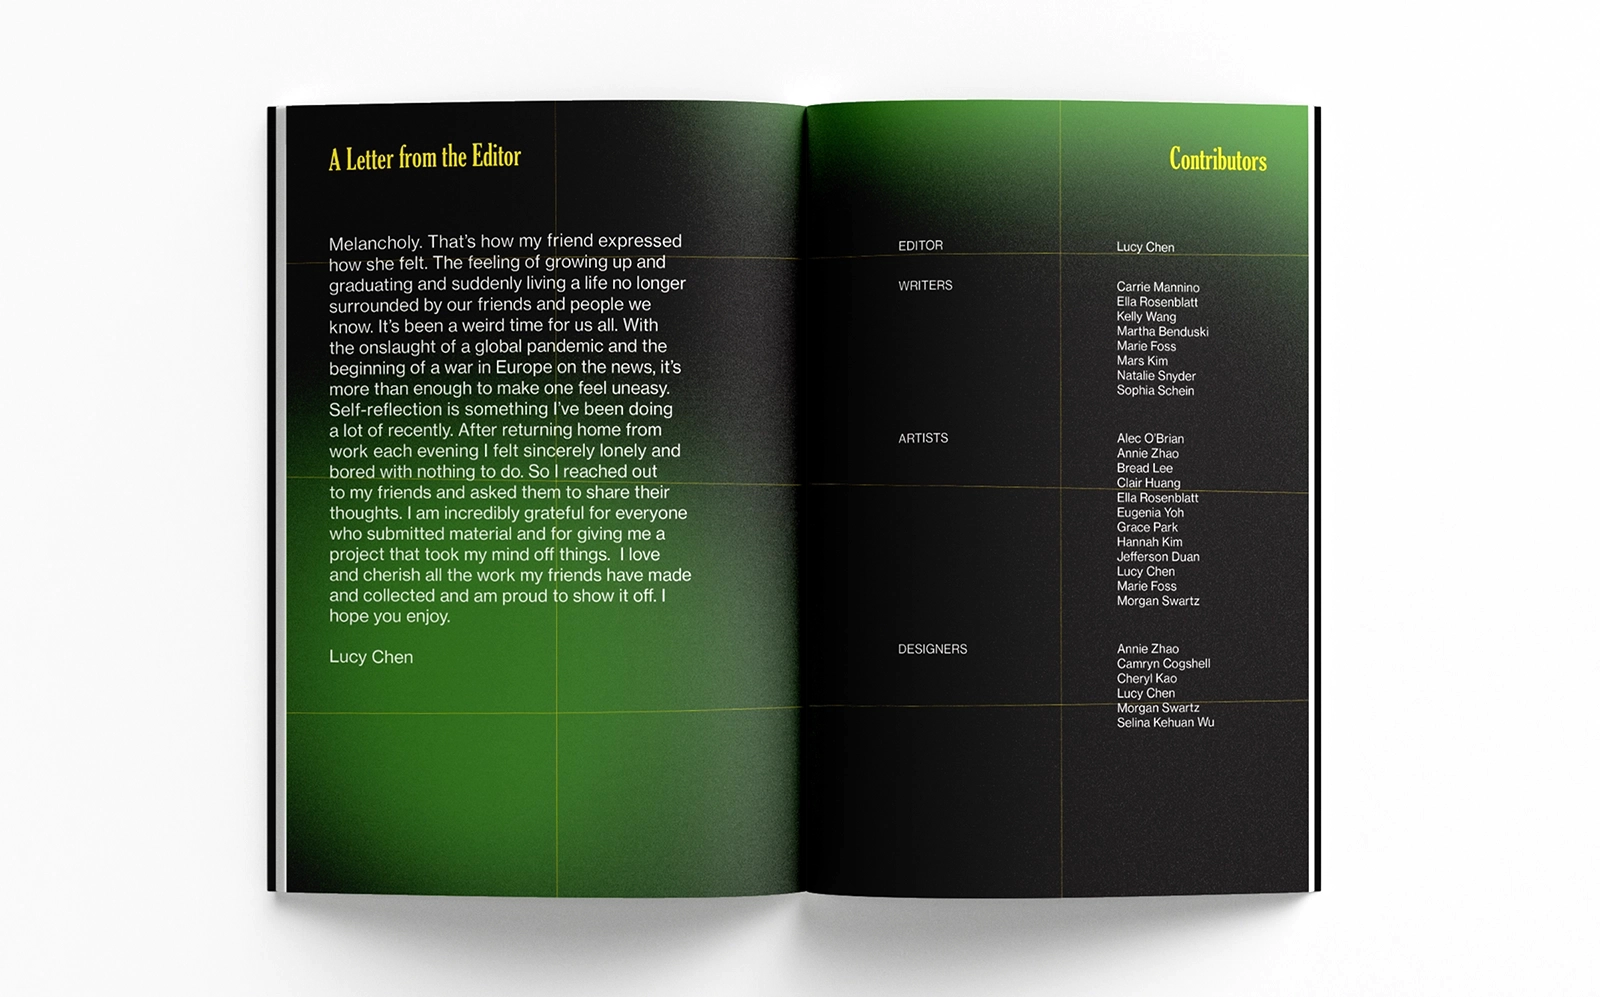 A Letter from the Editor
Melancholy. That's how my friend expressed
how she felt. The feeling of growing up and
graduating and suddenly living a life no longer
surrounded by our friends and people we
know. It's been a weird time for us all. With
the onslaught of a global pandemic and the
beginning of a war in Europe on the news, it's
more than enough to make one feel uneasy.
Self-reflection is something I've been doing
a lot of recently. After returning home from
work each evening I felt sincerely lonely and
bored with nothing to do. So I reached out
to my friends and asked them to share their
thoughts. I am incredibly grateful for everyone
who submitted material and for giving me a
project that took my mind off things.  I love
and cherish all the work my friends have made
and collected and am proud to show it off. I
hope you enjoy.
Lucy Chen
Contributors
EDITOR
Lucy Chen
WRITERS
Carrie Mannino
Ella Rosenblatt
Kelly Wang
Martha Benduski
Marie Foss
Mars Kim
Natalie Snyder
Sophia Schein
ARTISTS
Alec O'Brian
Annie Zhao
Bread Lee
Clair Huang
Ella Rosenblatt
Eugenia Yoh
Grace Park
Hannah Kim
Jefferson Duan
Lucy Chen
Marie Foss
Morgan Swartz
DESIGNERS
Annie Zhao
Camryn Cogshell
Cheryl Kao
Lucy Chen
Morgan Swartz
Selina Kehuan Wu